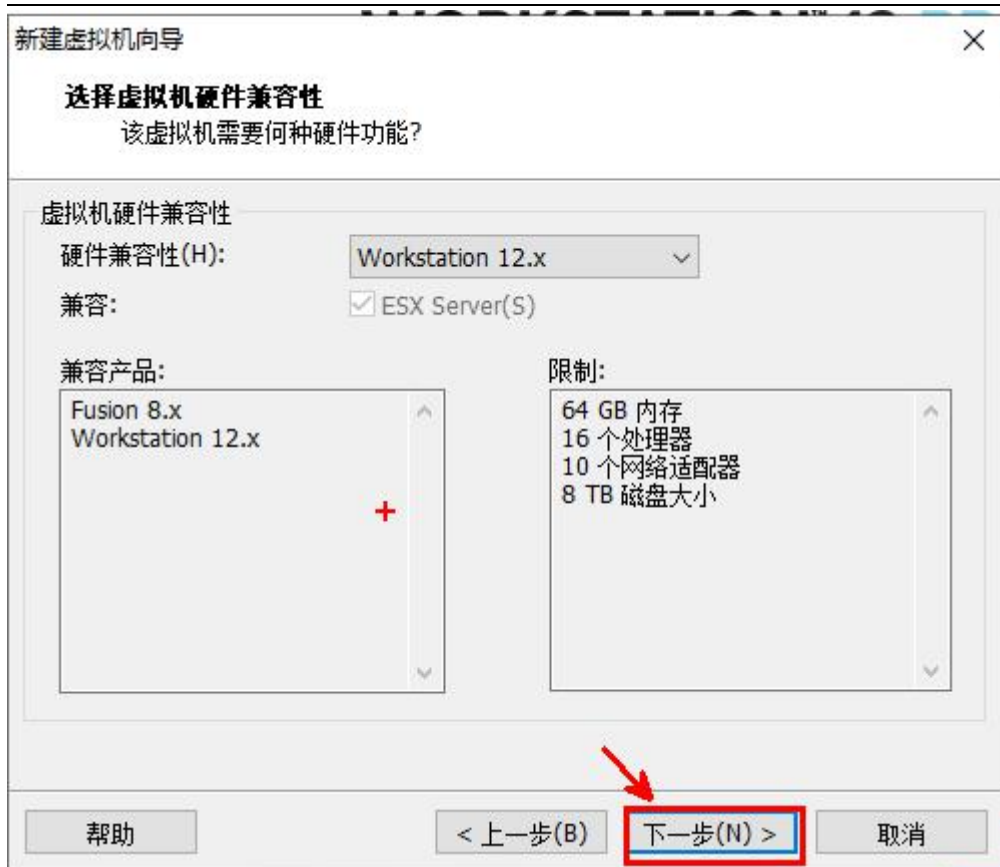 新建虚拟机向导
选择虚拟机硬件兼容性
该虚拟机需要何种硬件功能?
虚拟机硬件兼容性
硬件兼容性(H):
Workstation 12.x
兼容:
ESX Server(S)
兼容产品:
Fusion 8.x
Workstation 12.x
限制:
64 GB 内存
16 个处理器
10 个网络适配器
8 TB 磁盘大小
帮助
< 上一步(B)
下一步(N) >
取消